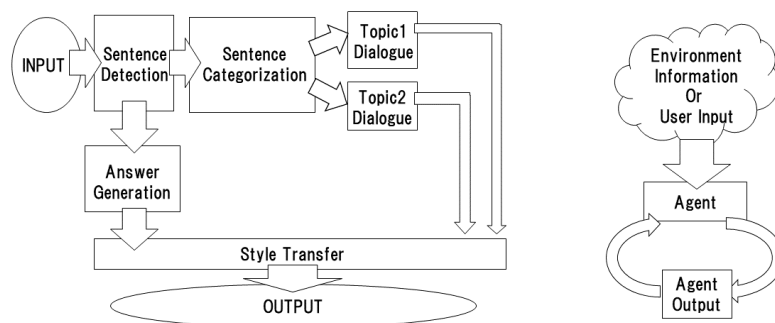 INPUT
Sentence
Detection
Sentence
Categorization
Topic1
Dialogue
Topic2
Dialogue
Answer
Generation
Style Transfer
OUTPUT
Environment
Information
Or
User Input
Agent
Agent
Output